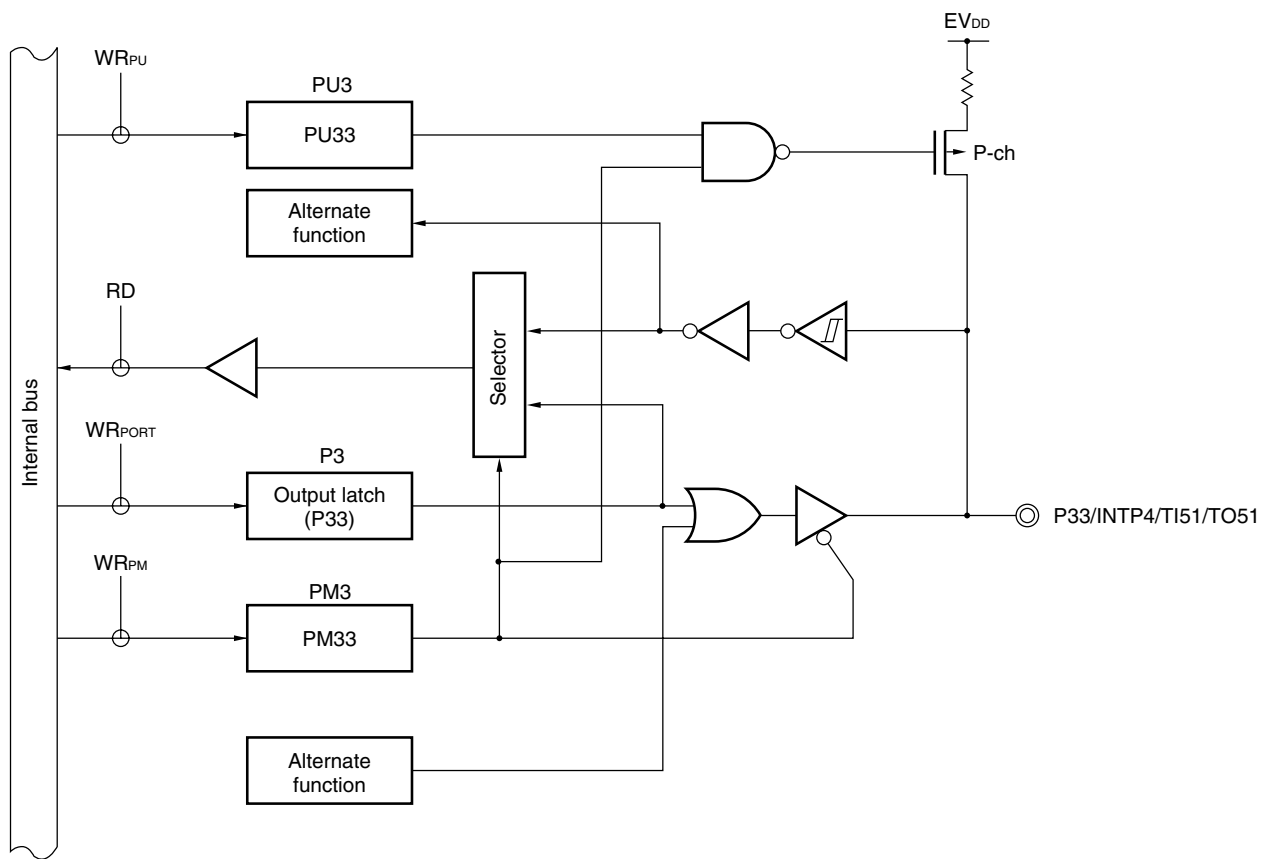 EVDD
WRPU
PU3
PU33
P-ch
Alternate
function
RD
Selector
Internal bus
WRPORT
P3
Output latch
(P33)
P33/INTP4/TI51/TO51
WRPM
PM3
PM33
Alternate
function